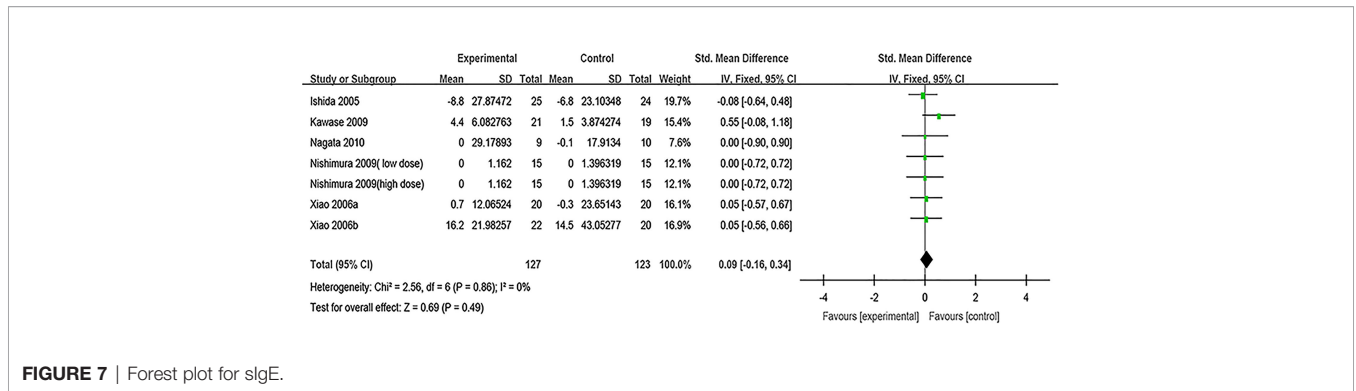 Experimental Control Std. Mean Difference Std. Mean Difference
Study or Subgroup Mean SD Total Mean SD Total Weight IV, Fixed, 95% CI IV, Fixed, 95% CI
Ishida 2005 -8.8 27.87472 25 -6.8 23.10348 24 19.7% -0.08 [-0.64, 0.48]
Kawase 2009 4.4 6.082763 21 1.5 3.874274 19 15.4% 0.55 [-0.08, 1.18]
Nagata 2010 0 29.17893 9 -0.1 17.9134 10 7.6% 0.00 [-0.90, 0.90]
Nishimura 2009( low dose) 0 1.162 15 0 1.396319 15 12.1% 0.00 [-0.72, 0.72]
Nishimura 2009(high dose) 0 1.162 15 0 1.396319 15 12.1% 0.00 [-0.72, 0.72]
Xiao 2006a 0.7 12.06524 20 -0.3 23.65143 20 16.1% 0.05 [-0.57, 0.67]
Xiao 2006b 16.2 21.98257 22 14.5 43.05277 20 16.9% 0.05 [-0.56, 0.66]
Total (95% CI) 127 123 100.0% 0.09 [-0.16, 0.34]
Heterogeneity: Chi² = 2.56, df = 6 (P = 0.86); I² = 0%
Test for overall effect: Z = 0.69 (P = 0.49)
-4 -2 0 2 4
Favours [experimental] Favours [control]
FIGURE 7 | Forest plot for sIgE.